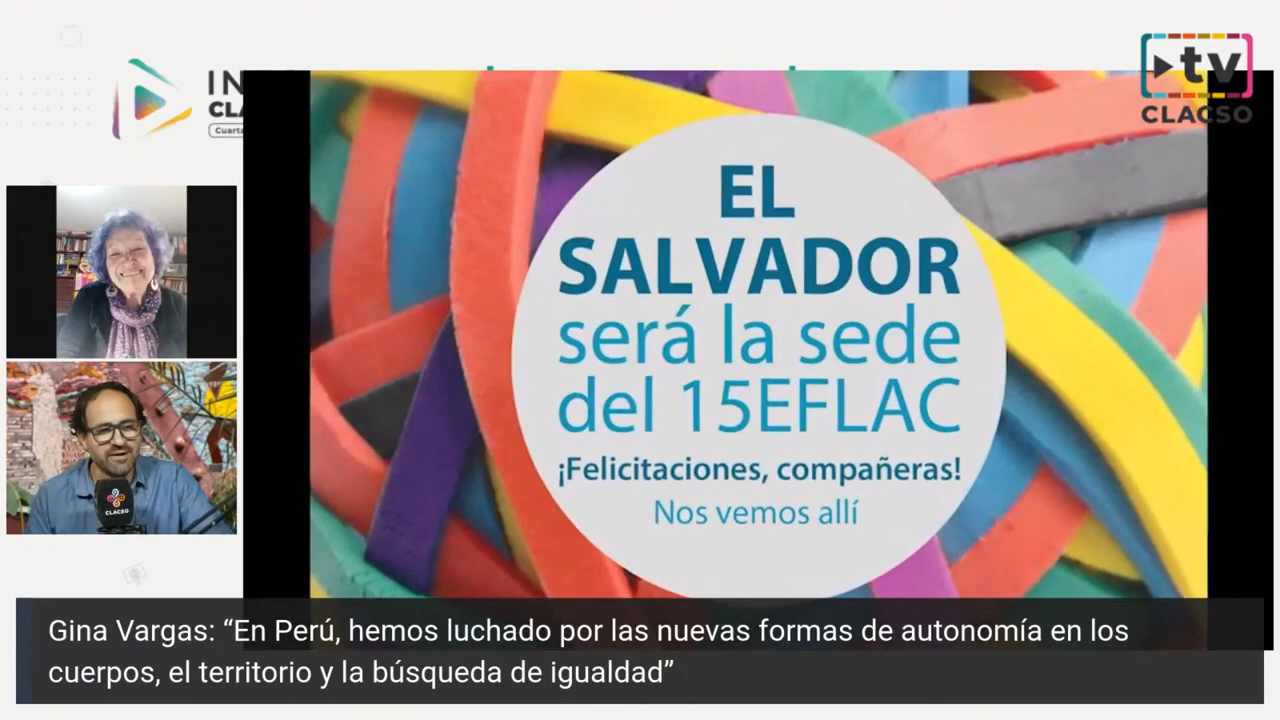 tv
CLACSO
EL
SALVADOR
será la sede
del 15EFLAC
¡Felicitaciones, compañeras!
Nos vemos allí
CLACSO
Gina Vargas: “En Perú, hemos luchado por las nuevas formas de autonomía en los
cuerpos, el territorio y la búsqueda de igualdad”